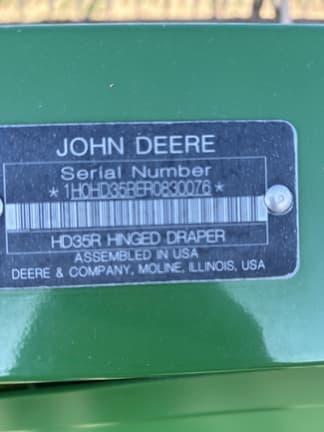 JOHN DEERE
Serial Number
*1H0HD35RER0830076*
HD35R HINGED DRAPER
ASSEMBLED IN USA
DEERE & COMPANY, MOLINE, ILLINOIS, USA